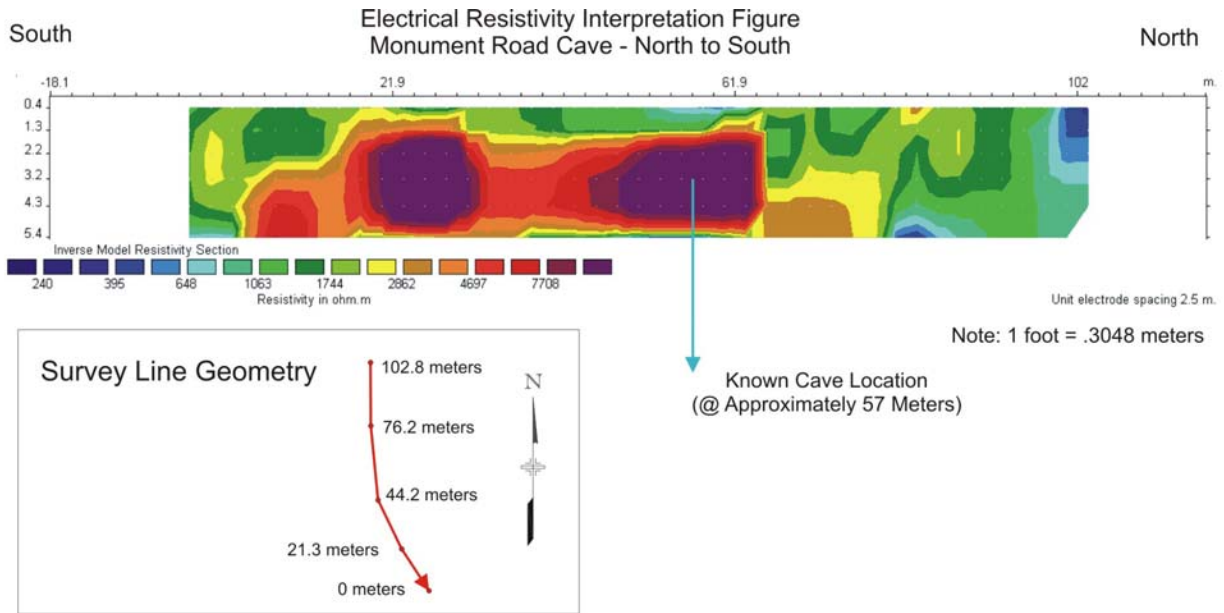 Electrical Resistivity Interpretation Figure
Monument Road Cave - North to South
South
North
-18.1 21.9 61.9 102 m.
0.4
1.3
2.2
3.2
4.3
5.4
Inverse Model Resistivity Section
240 395 648 1063 1744 2862 4697 7708
Resistivity in ohm.m
Unit electrode spacing 2.5 m.
Note: 1 foot = .3048 meters
Known Cave Location
(@ Approximately 57 Meters)
Survey Line Geometry
102.8 meters
N
76.2 meters
44.2 meters
21.3 meters
0 meters